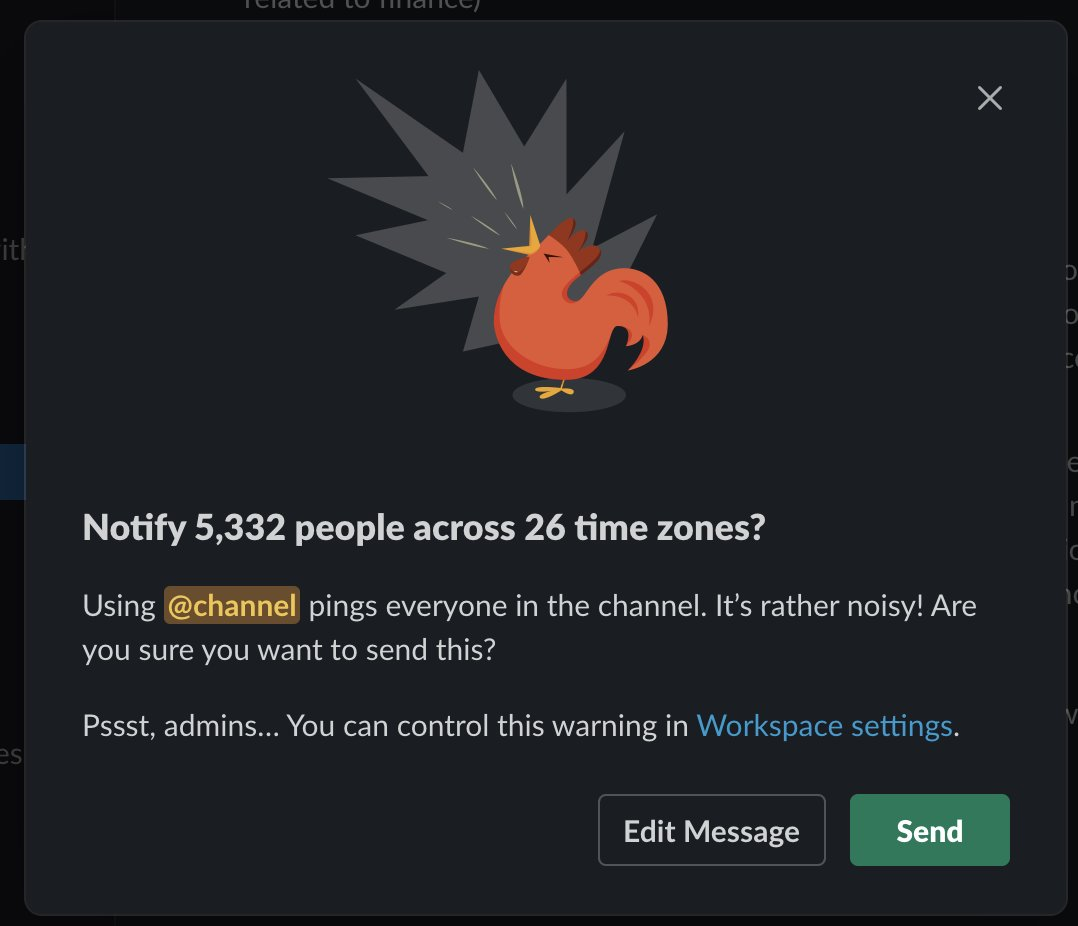 related to finance)
Notify 5,332 people across 26 time zones?
Using @channel pings everyone in the channel. It’s rather noisy! Are
you sure you want to send this?
Pssst, admins… You can control this warning in Workspace settings.
Edit Message
Send